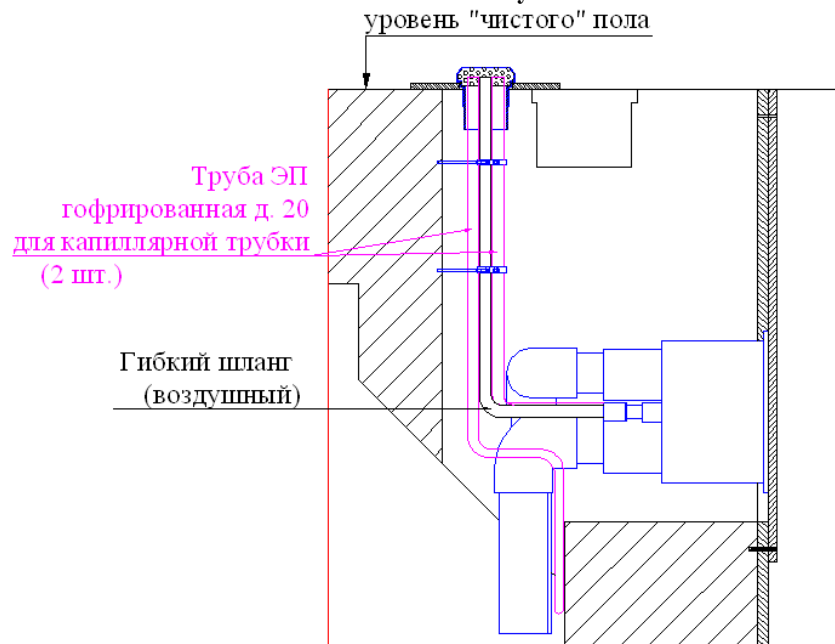 уровень "чистого" пола
Труба ЭП
гофрированная д. 20
для капиллярной трубки
(2 шт.)
Гибкий шланг
(воздушный)